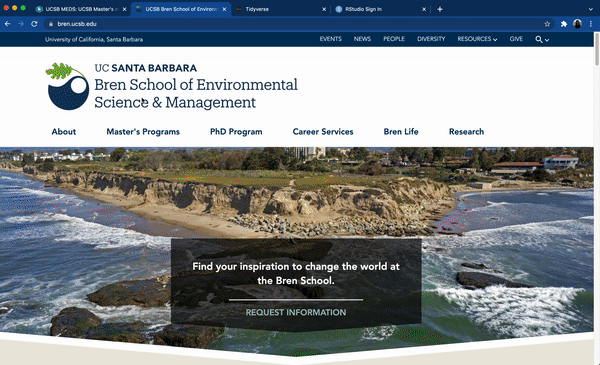 UCSB MEDS: UCSB Master's
UCSB Bren School of Environm
Tidyverse
RStudio Sign In
bren.ucsb.edu
University of California, Santa Barbara
EVENTS NEWS PEOPLE DIVERSITY RESOURCES GIVE
UC SANTA BARBARA
Bren School of Environmental
Science & Management
About Master's Programs PhD Program Career Services Bren Life Research
Find your inspiration to change the world at
the Bren School.
REQUEST INFORMATION